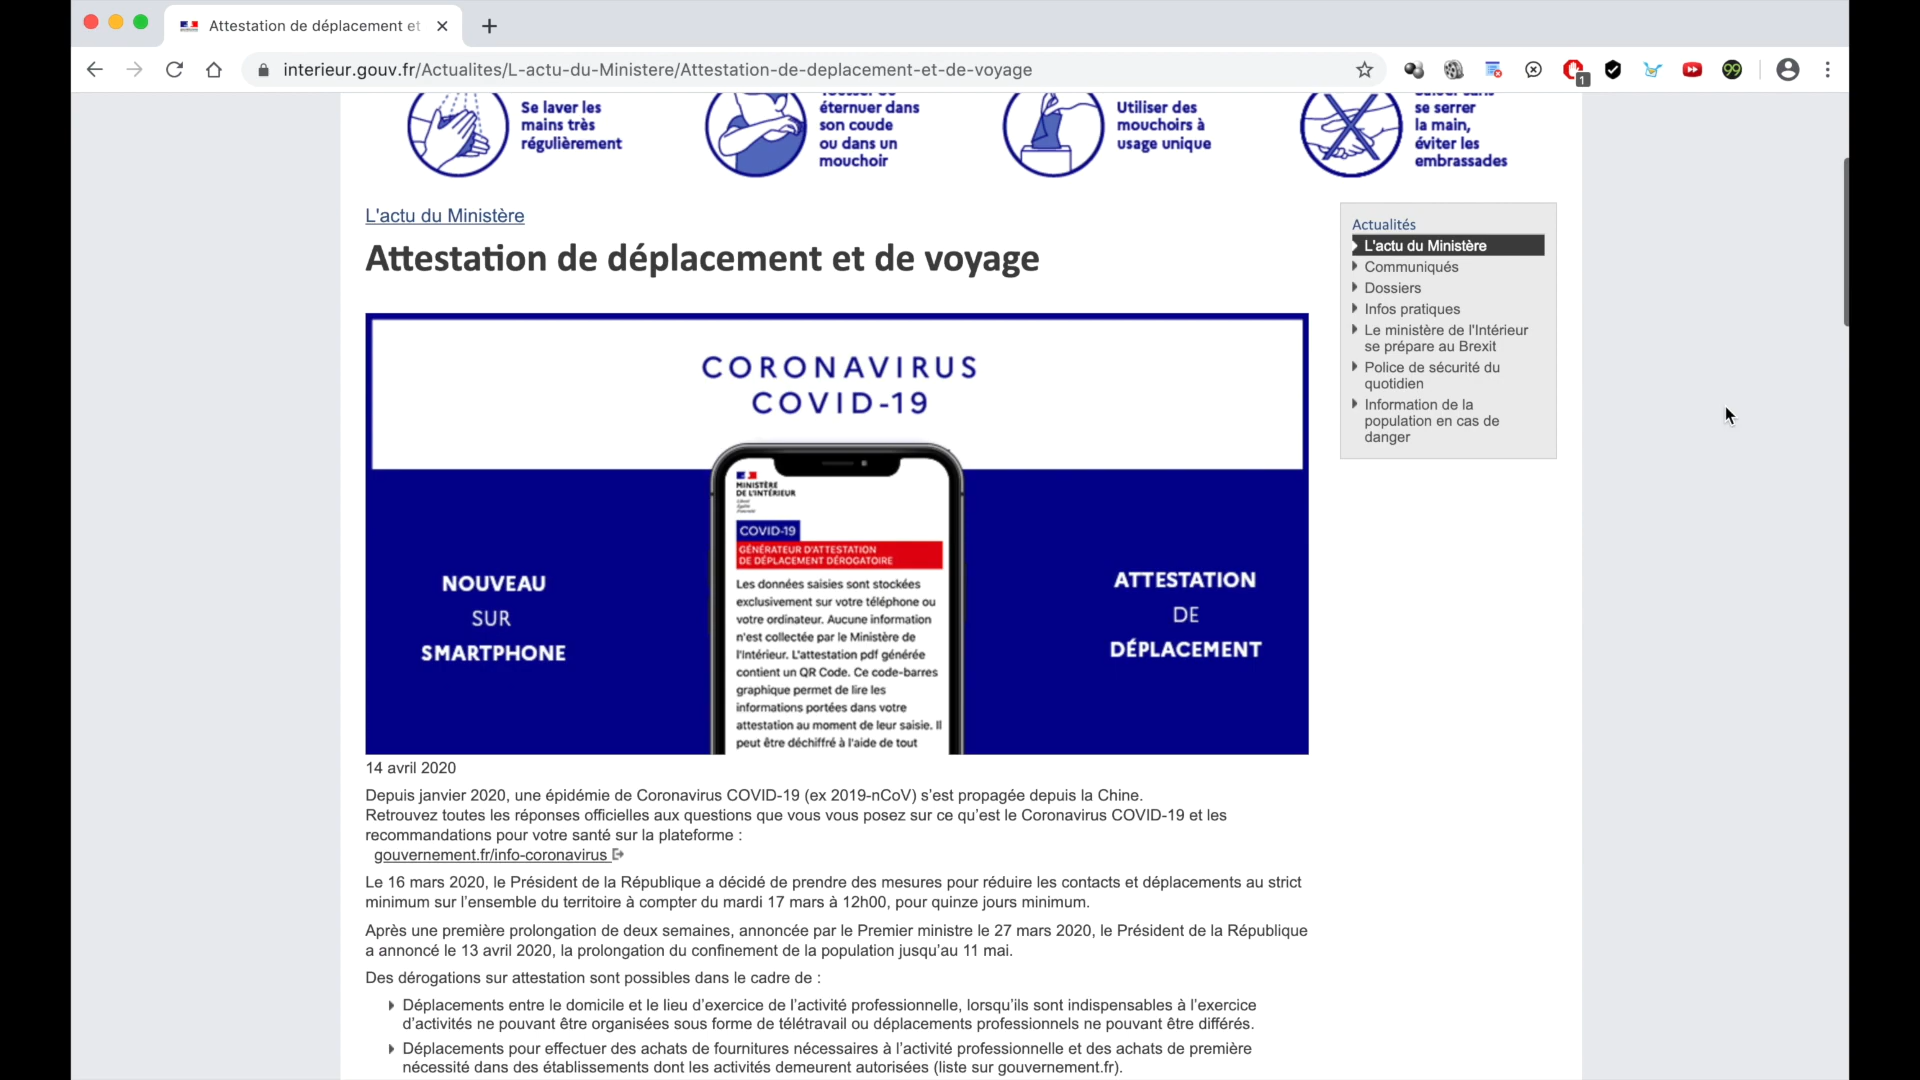 Attestation de déplacement et
interieur.gouv.fr/Actualites/L-actu-du-Ministere/Attestation-de-deplacement-et-de-voyage
1
99
Se laver les
mains très
régulièrement
éternuer dans
son coude
ou dans un
mouchoir
Utiliser des
mouchoirs à
usage unique
se serrer
la main,
éviter les
embrassades
L'actu du Ministère
Attestation de déplacement et de voyage
CORONAVIRUS
COVID-19
NOUVEAU
SUR
SMARTPHONE
MINISTÈRE
DE L'INTÉRIEUR
COVID-19
GÉNÉRATEUR D'ATTESTATION
DE DÉPLACEMENT DÉROGATOIRE
Les données saisies sont stockées
exclusivement sur votre téléphone ou
votre ordinateur. Aucune information
n'est collectée par le Ministère de
l'Intérieur. L'attestation pdf générée
contient un QR Code. Ce code-barres
graphique permet de lire les
informations portées dans votre
attestation au moment de leur saisie. Il
peut être déchiffré à l'aide de tout
ATTESTATION
DE
DÉPLACEMENT
14 avril 2020
Depuis janvier 2020, une épidémie de Coronavirus COVID-19 (ex 2019-nCoV) s’est propagée depuis la Chine.
Retrouvez toutes les réponses officielles aux questions que vous vous posez sur ce qu’est le Coronavirus COVID-19 et les
recommandations pour votre santé sur la plateforme :
gouvernement.fr/info-coronavirus
Le 16 mars 2020, le Président de la République a décidé de prendre des mesures pour réduire les contacts et déplacements au strict
minimum sur l’ensemble du territoire à compter du mardi 17 mars à 12h00, pour quinze jours minimum.
Après une première prolongation de deux semaines, annoncée par le Premier ministre le 27 mars 2020, le Président de la République
a annoncé le 13 avril 2020, la prolongation du confinement de la population jusqu’au 11 mai.
Des dérogations sur attestation sont possibles dans le cadre de :
Déplacements entre le domicile et le lieu d’exercice de l’activité professionnelle, lorsqu’ils sont indispensables à l’exercice
d’activités ne pouvant être organisées sous forme de télétravail ou déplacements professionnels ne pouvant être différés.
Déplacements pour effectuer des achats de fournitures nécessaires à l’activité professionnelle et des achats de première
nécessité dans des établissements dont les activités demeurent autorisées (liste sur gouvernement.fr).
Actualités
L'actu du Ministère
Communiqués
Dossiers
Infos pratiques
Le ministère de l'Intérieur
se prépare au Brexit
Police de sécurité du
quotidien
Information de la
population en cas de
danger